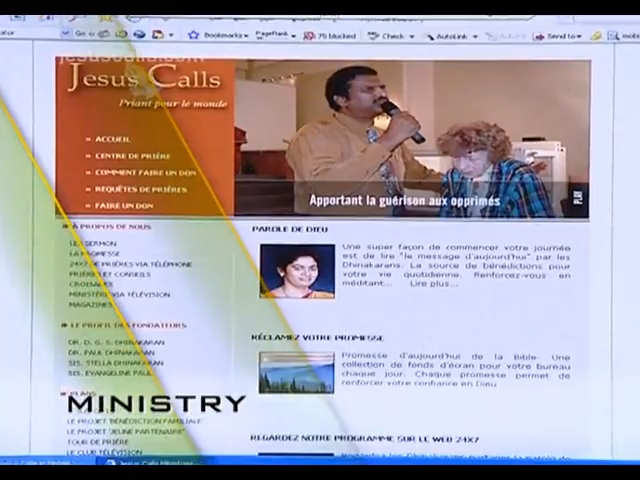 Go
Bookmarks
PageRank
75 blocked
Check
AutoLink
Send to
Jesus Calls
Priant pour le monde
» ACCUEIL
» CENTRE DE PRIÈRE
» COMMENT FAIRE UN DON
» REQUÊTES DE PRIÈRES
» FAIRE UN DON
Apportant la guérison aux opprimés
PLAY
» À PROPOS DE NOUS
LES SERMON
LA PROMESSE
24X7 DE PRIÈRES VIA TÉLÉPHONE
PRIÈRES ET CONSEILS
CROISADES
MINISTÈRE VIA TÉLÉVISION
MAGAZINES
» LE PROFIL DES FONDATEURS
DR. D. G. S. DHINAKARAN
DR. PAUL DHINAKARAN
SIS. STELLA DHINAKARAN
SIS. EVANGELINE PAUL
» PLANS
LE PROJET BÉNÉDICTION FAMILIALE
LE PROJET 'JEUNE PARTENAIRE'
TOUR DE PRIÈRE
LE CLUB TÉLÉVISION
PAROLE DE DIEU
Une super façon de commencer votre journée
est de lire "le message d'aujourd'hui" par les
Dhinakarans. La source de bénédictions pour
votre vie quotidienne. Renforcez-vous en
méditant... Lire plus...
RÉCLAMEZ VOTRE PROMESSE
Promesse d'aujourd'hui de la Bible- Une
collection de fonds d'écran pour votre bureau
chaque jour. Chaque promesse permet de
renforcer votre confiance en Dieu
REGARDEZ NOTRE PROGRAMME SUR LE WEB 24X7
MINISTRY